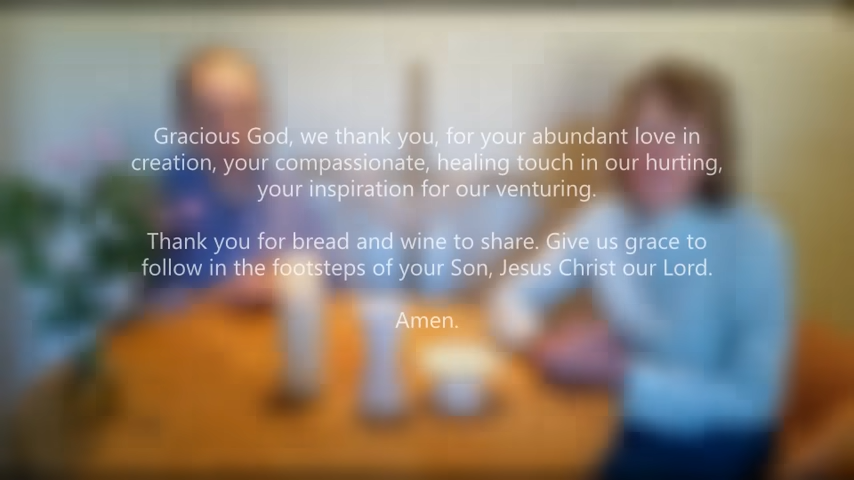 Gracious God, we thank you, for your abundant love in
creation, your compassionate, healing touch in our hurting,
your inspiration for our venturing.
Thank you for bread and wine to share. Give us grace to
follow in the footsteps of your Son, Jesus Christ our Lord.
Amen.